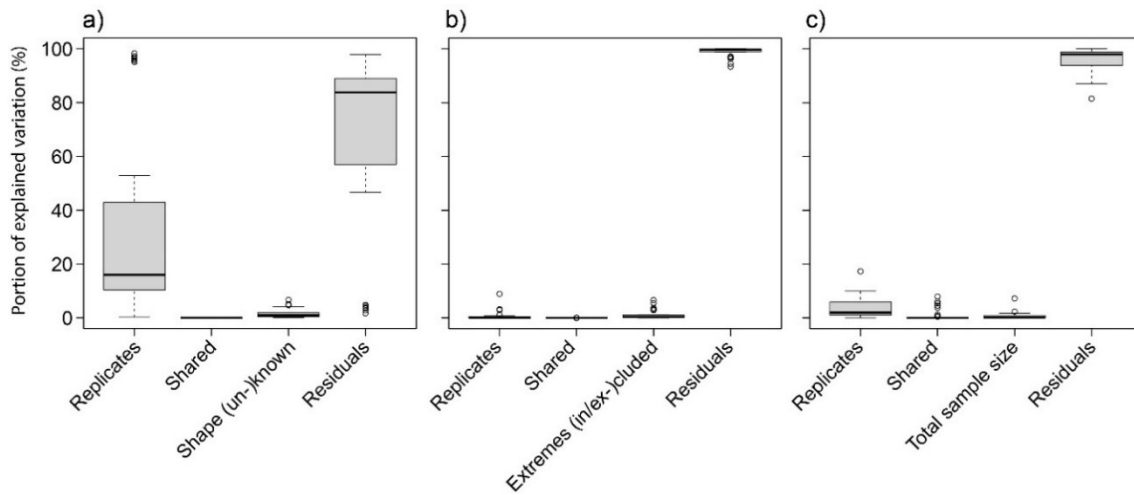 a)
b)
c)
Portion of explained variation (%)
100
80
60
40
20
0
Replicates
Shared
Shape (un-)known
Residuals
Replicates
Shared
Extremes (in/ex-)cluded
Residuals
Replicates
Shared
Total sample size
Residuals